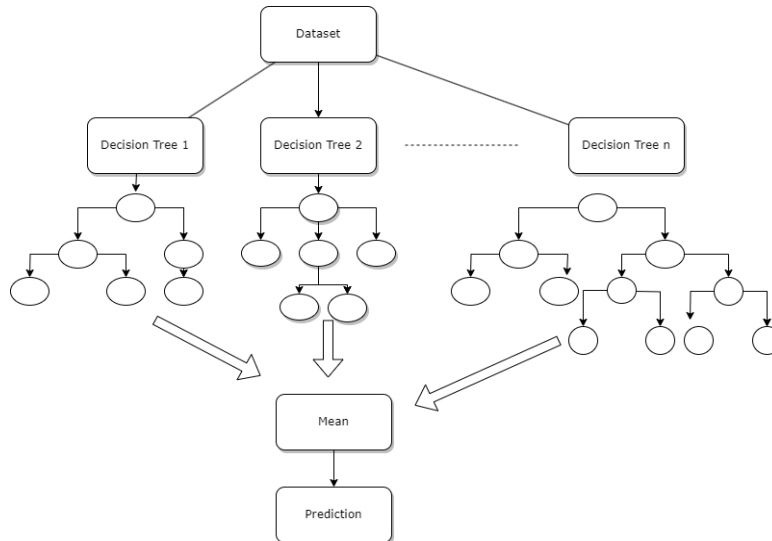 Dataset
Decision Tree 1
Decision Tree 2
Decision Tree n
Mean
Prediction